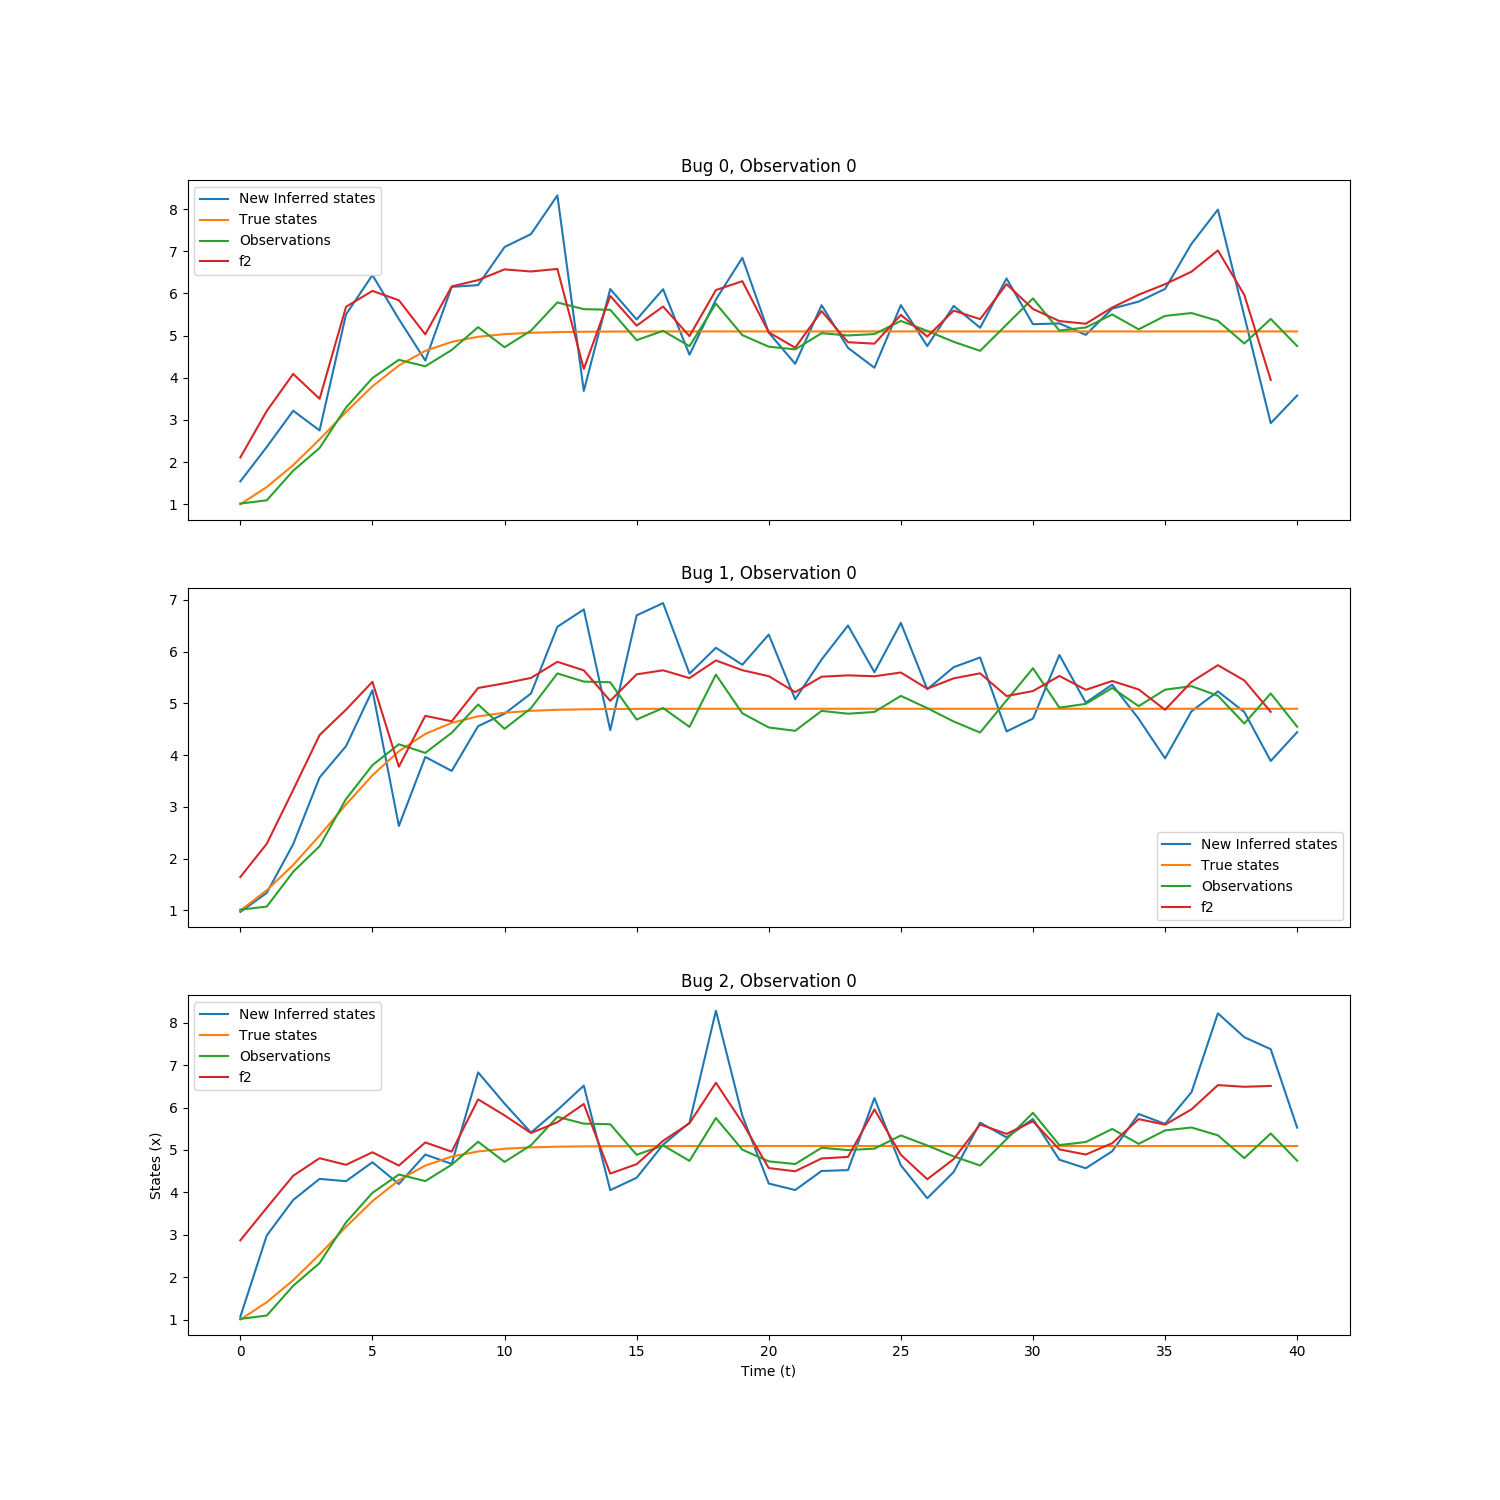 Bug 0, Observation 0
New Inferred states
True states
Observations
f2
8
7
6
5
4
3
2
1
Bug 1, Observation 0
7
6
5
4
3
2
1
New Inferred states
True states
Observations
f2
Bug 2, Observation 0
New Inferred states
True states
Observations
f2
8
7
6
5
4
3
2
1
States (x)
0 5 10 15 20 25 30 35 40
Time (t)